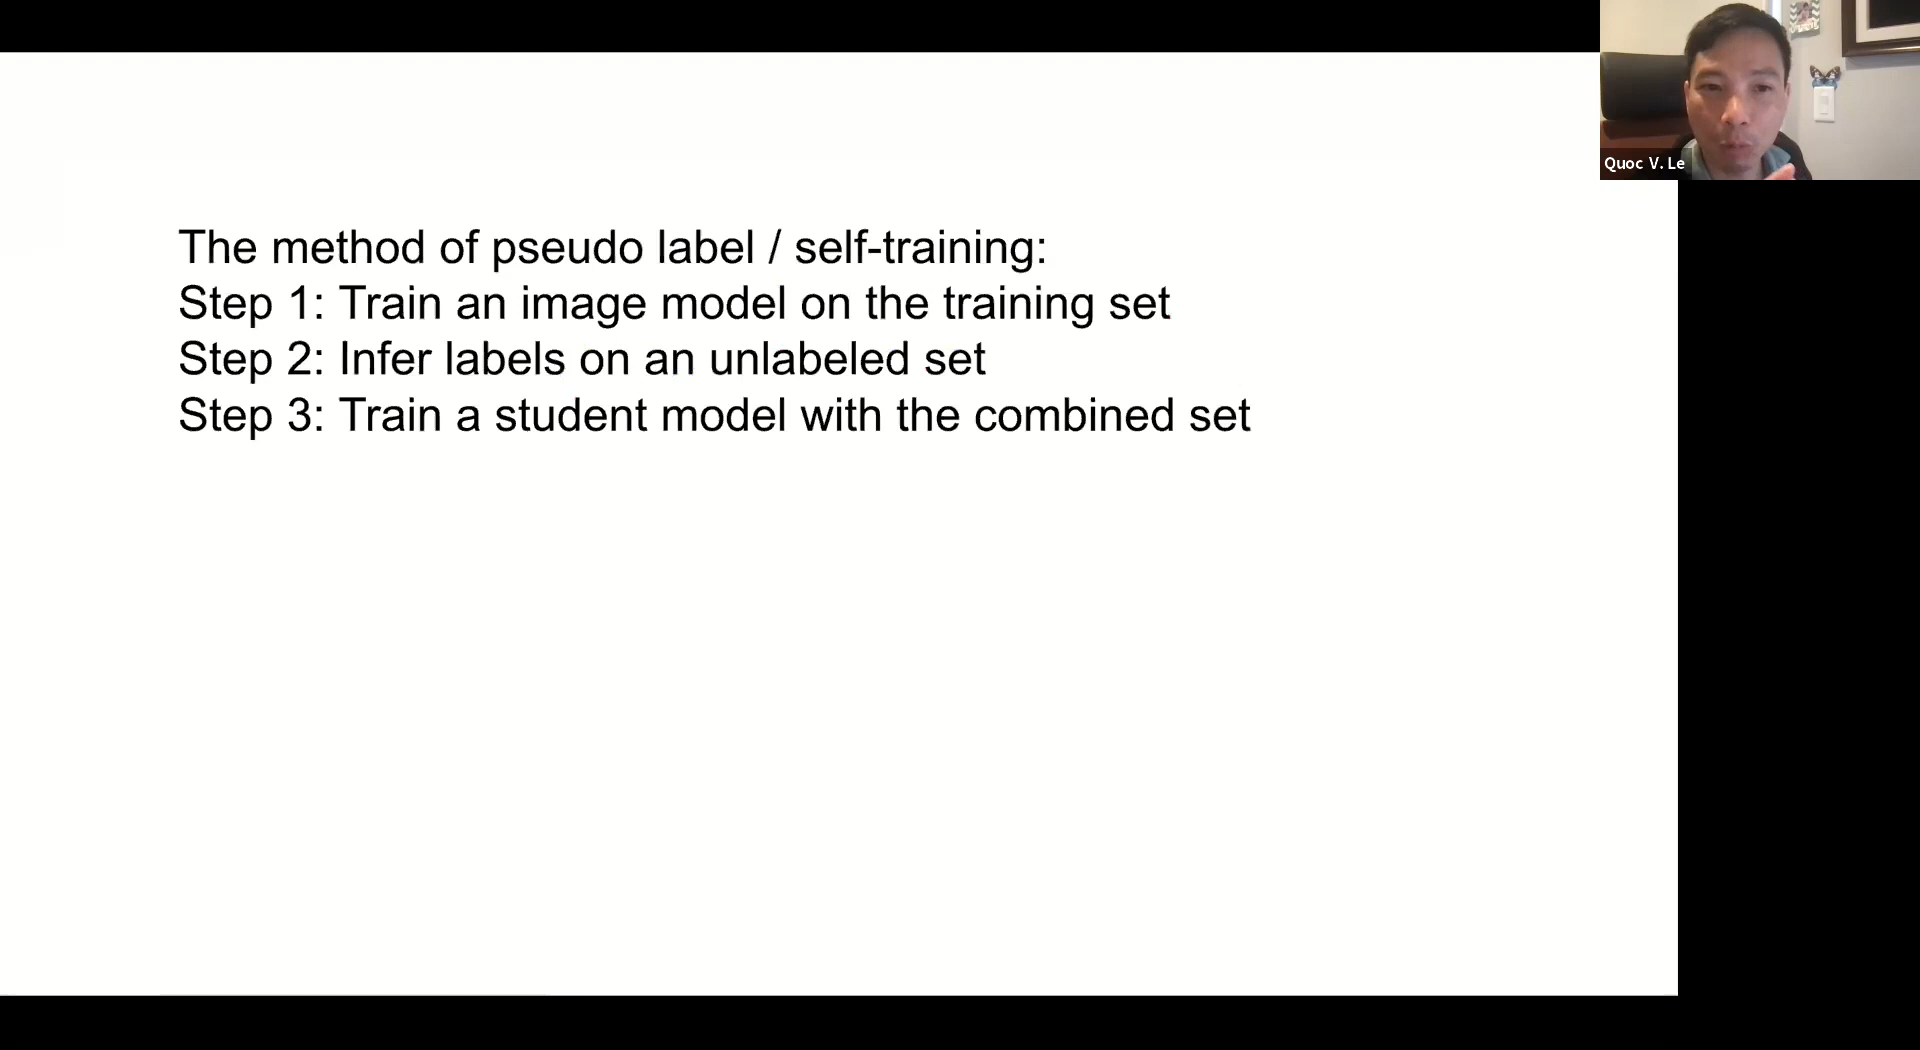 The method of pseudo label / self-training:
Step 1: Train an image model on the training set
Step 2: Infer labels on an unlabeled set
Step 3: Train a student model with the combined set
Quoc V. Le